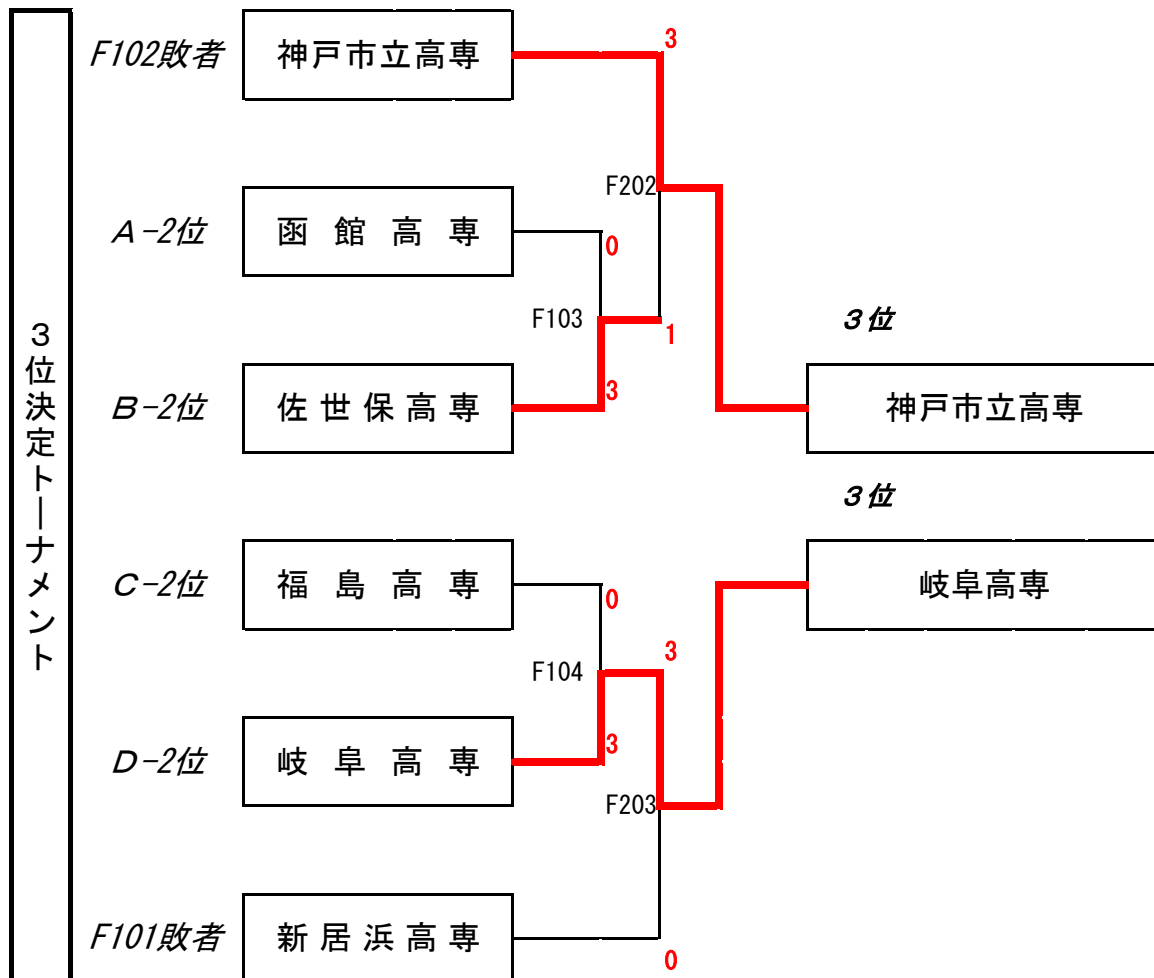 3位決定トーナメント
F102敗者
神戸市立高専
3
F202
A-2位
函館高専
0
F103
1
3位
B-2位
佐世保高専
3
神戸市立高専
3位
C-2位
福島高専
0
岐阜高専
3
F104
D-2位
岐阜高専
3
F203
F101敗者
新居浜高専
0